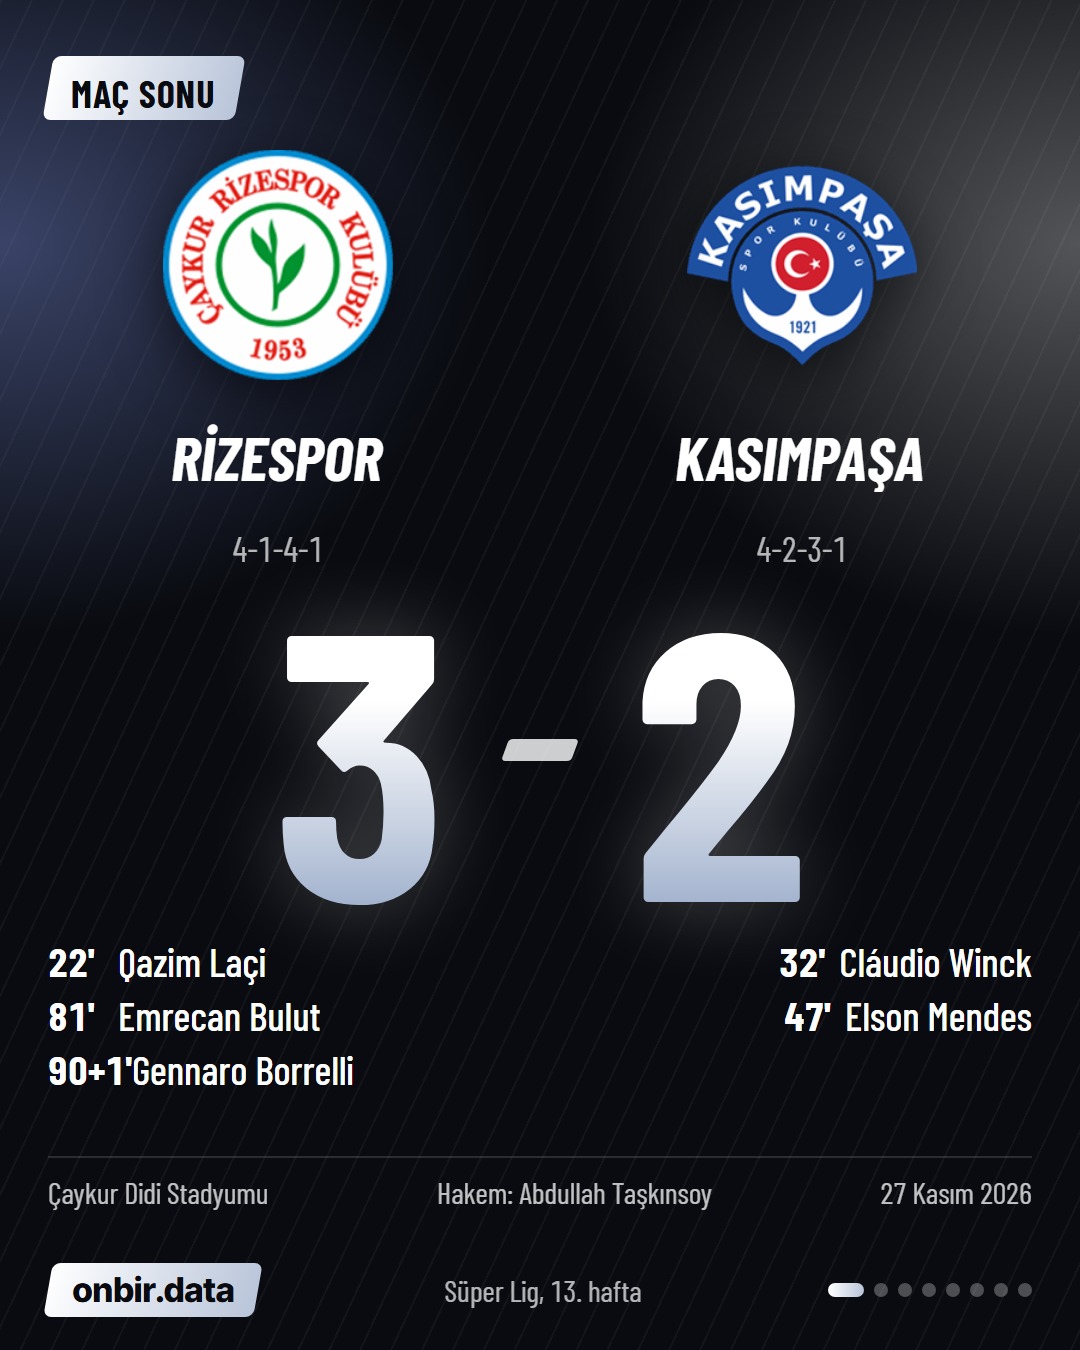 MAÇ SONU
ÇAYKUR RİZESPOR KULÜBÜ
1953
KASIMPAŞA
SPOR KULÜBÜ
1921
RİZESPOR
KASIMPAŞA
4-1-4-1
4-2-3-1
3 - 2
22' Qazim Laçi
81' Emrecan Bulut
90+1'Gennaro Borrelli
32' Cláudio Winck
47' Elson Mendes
Çaykur Didi Stadyumu
Hakem: Abdullah Taşkınsoy
27 Kasım 2026
onbir.data
Süper Lig, 13. hafta